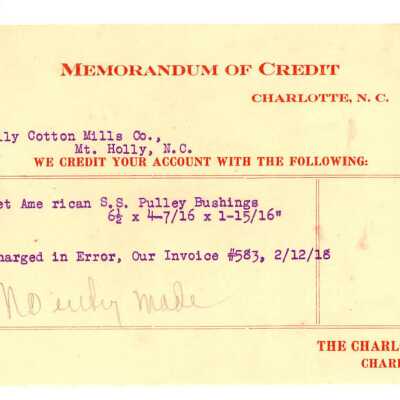 MEMORANDUM OF CREDIT
CHARLOTTE, N. C.
lly Cotton Mills Co.,
Mt. Holly, N.C.
WE CREDIT YOUR ACCOUNT WITH THE FOLLOWING:
et Ame rican S.S. Pulley Bushings
6½ x 4-7/16 x 1-15/16"
harged in Error, Our Invoice #583, 2/12/18
No entry made
THE CHARL
CHAR